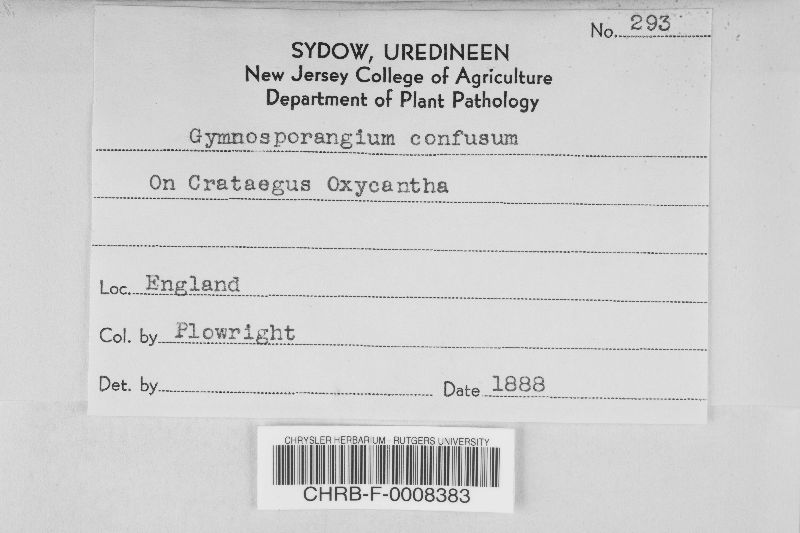 No. 293
SYDOW, UREDINEEN
New Jersey College of Agriculture
Department of Plant Pathology
Gymnosporangium confusum
On Crataegus Oxycantha
Loc. England
Col. by Plowright
Det. by
Date 1888
CHRYSLER HERBARIUM RUTGERS UNIVERSITY
CHRB-F-0008383